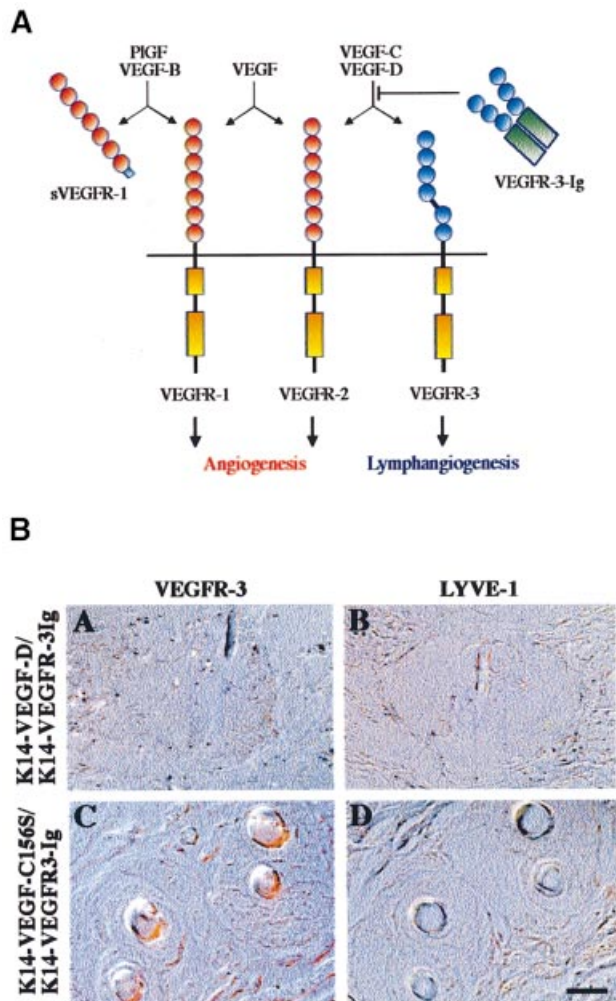 A
PlGF
VEGF-B
VEGF
VEGF-C
VEGF-D
sVEGFR-1
VEGFR-3-Ig
VEGFR-1
VEGFR-2
VEGFR-3
Angiogenesis
Lymphangiogenesis
B
VEGFR-3
LYVE-1
K14-VEGF-D/
K14-VEGFR-3Ig
A
B
K14-VEGF-C156S/
K14-VEGFR3-Ig
C
D